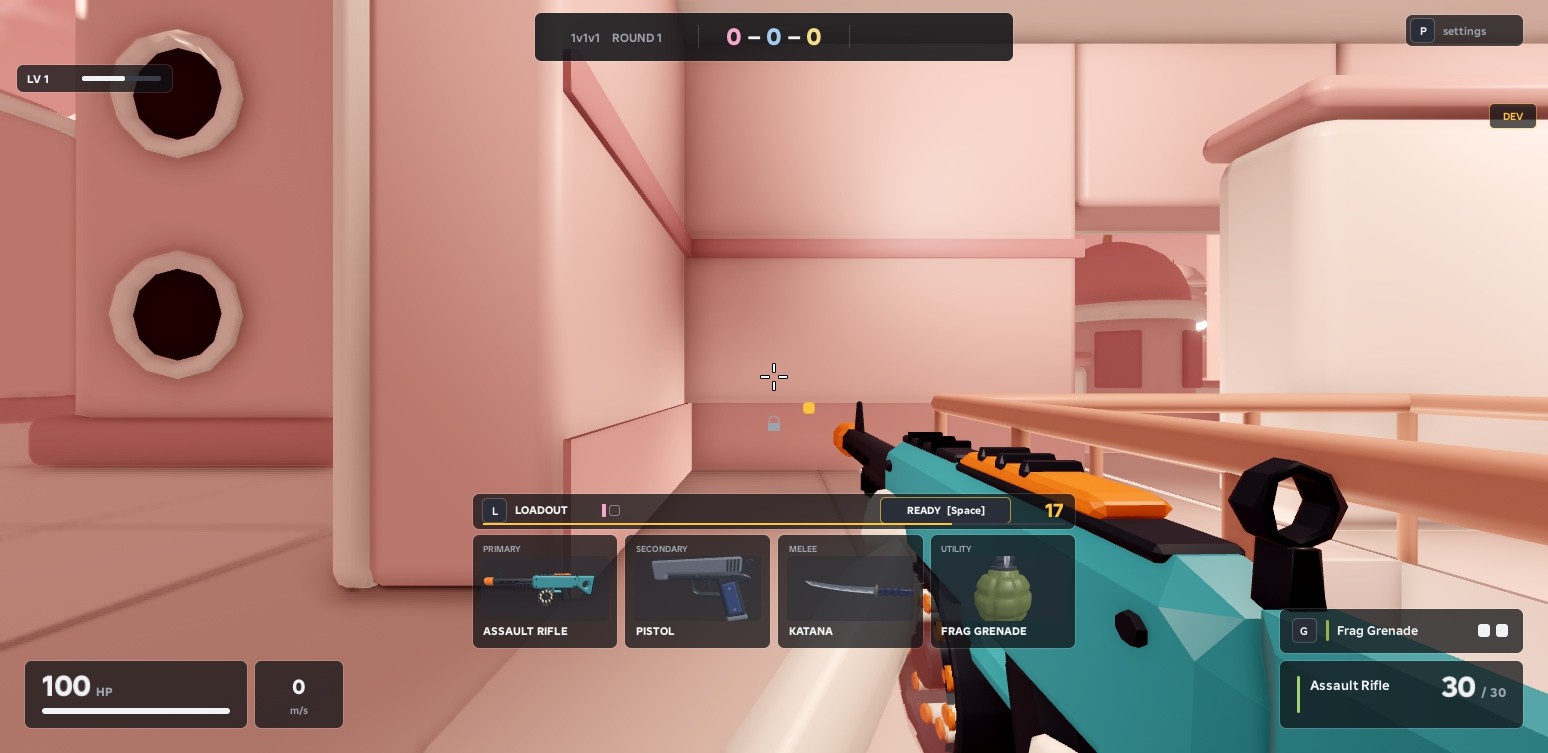 1v1v1 ROUND 1 0 – 0 – 0
P settings
LV 1
DEV
L LOADOUT READY [Space] 17
PRIMARY SECONDARY MELEE UTILITY
ASSAULT RIFLE PISTOL KATANA FRAG GRENADE
G Frag Grenade
100 HP 0 m/s
Assault Rifle 30 / 30